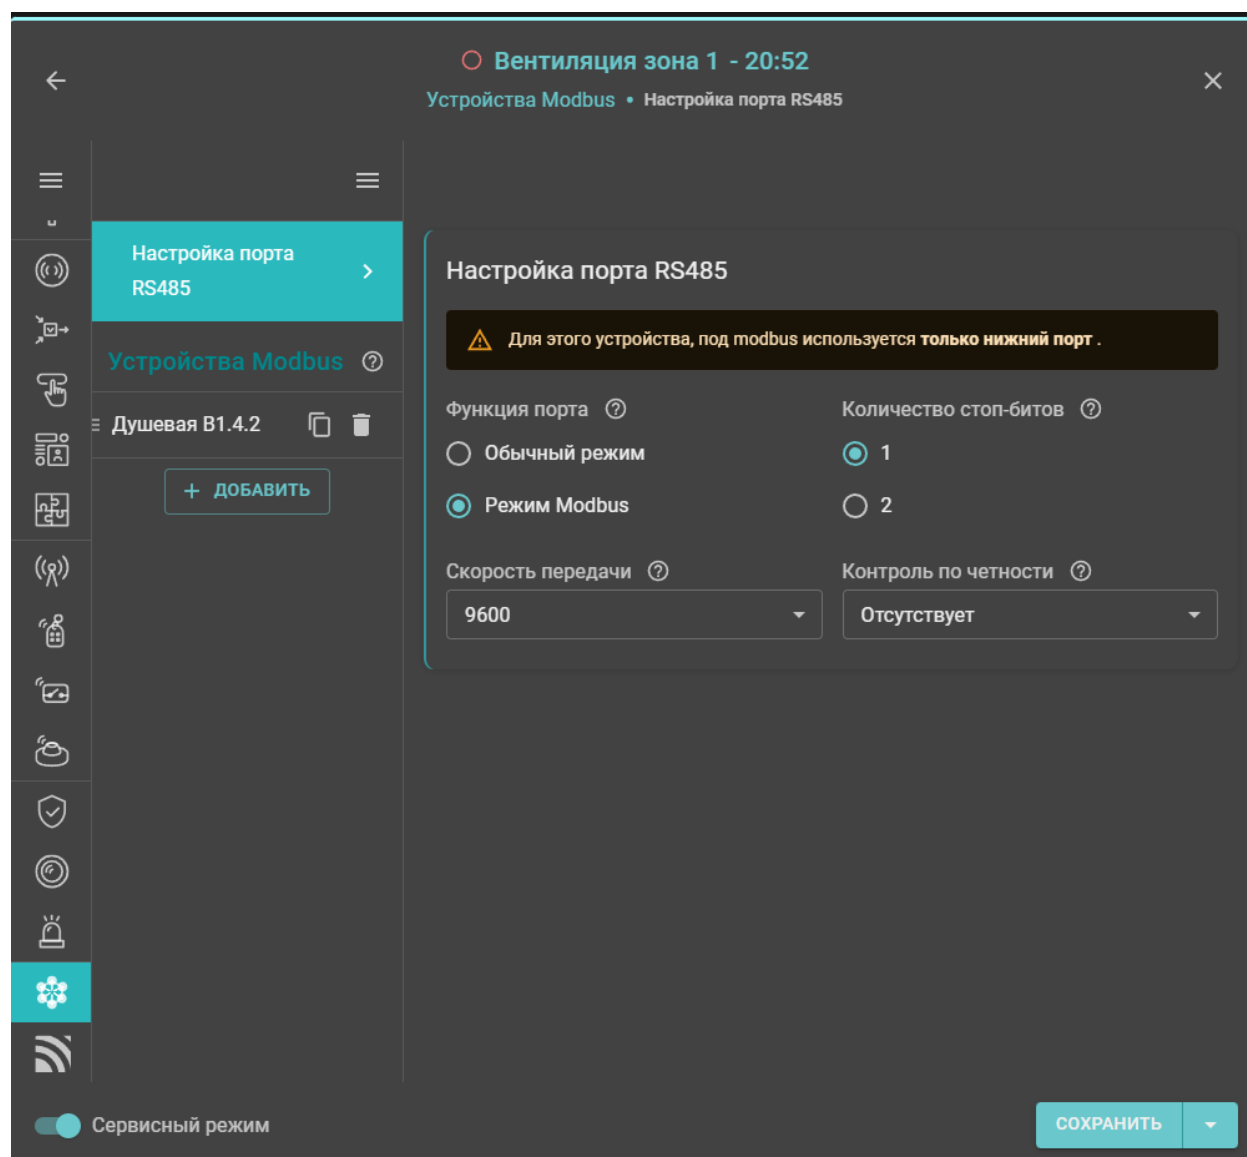 Вентиляция зона 1 - 20:52
Устройства Modbus • Настройка порта RS485
Настройка порта
RS485
Устройства Modbus
Душевая В1.4.2
+ ДОБАВИТЬ
Настройка порта RS485
Для этого устройства, под modbus используется только нижний порт .
Функция порта
Обычный режим
Режим Modbus
Количество стоп-битов
1
2
Скорость передачи
9600
Контроль по четности
Отсутствует
Сервисный режим
СОХРАНИТЬ